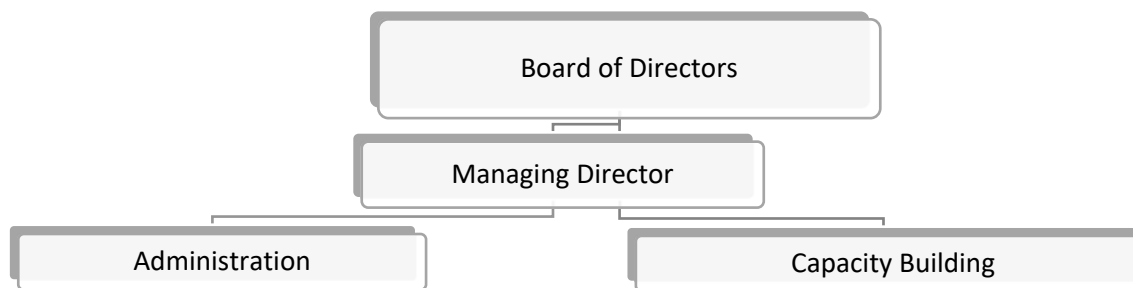 Board of Directors
Managing Director
Administration
Capacity Building